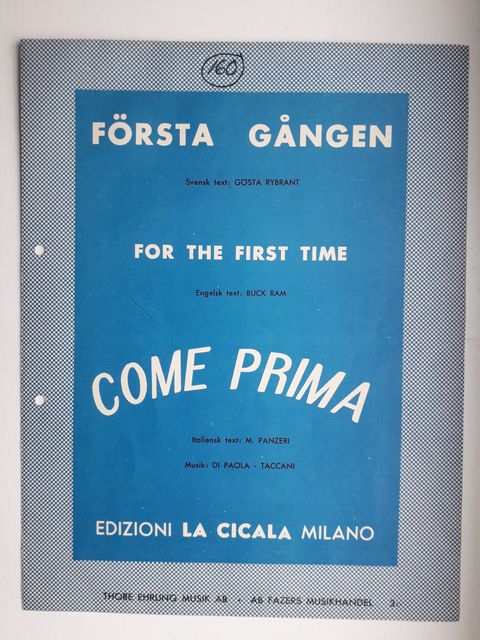 160
FÖRSTA GÅNGEN
Svensk text: GÖSTA RYBRANT
FOR THE FIRST TIME
Engelsk text: BUCK RAM
COME PRIMA
Italiensk text: M. PANZERI
Musik: DI PAOLA - TACCANI
EDIZIONI LA CICALA MILANO
THORE EHRLING MUSIK AB • AB FAZERS MUSIKHANDEL 3:-